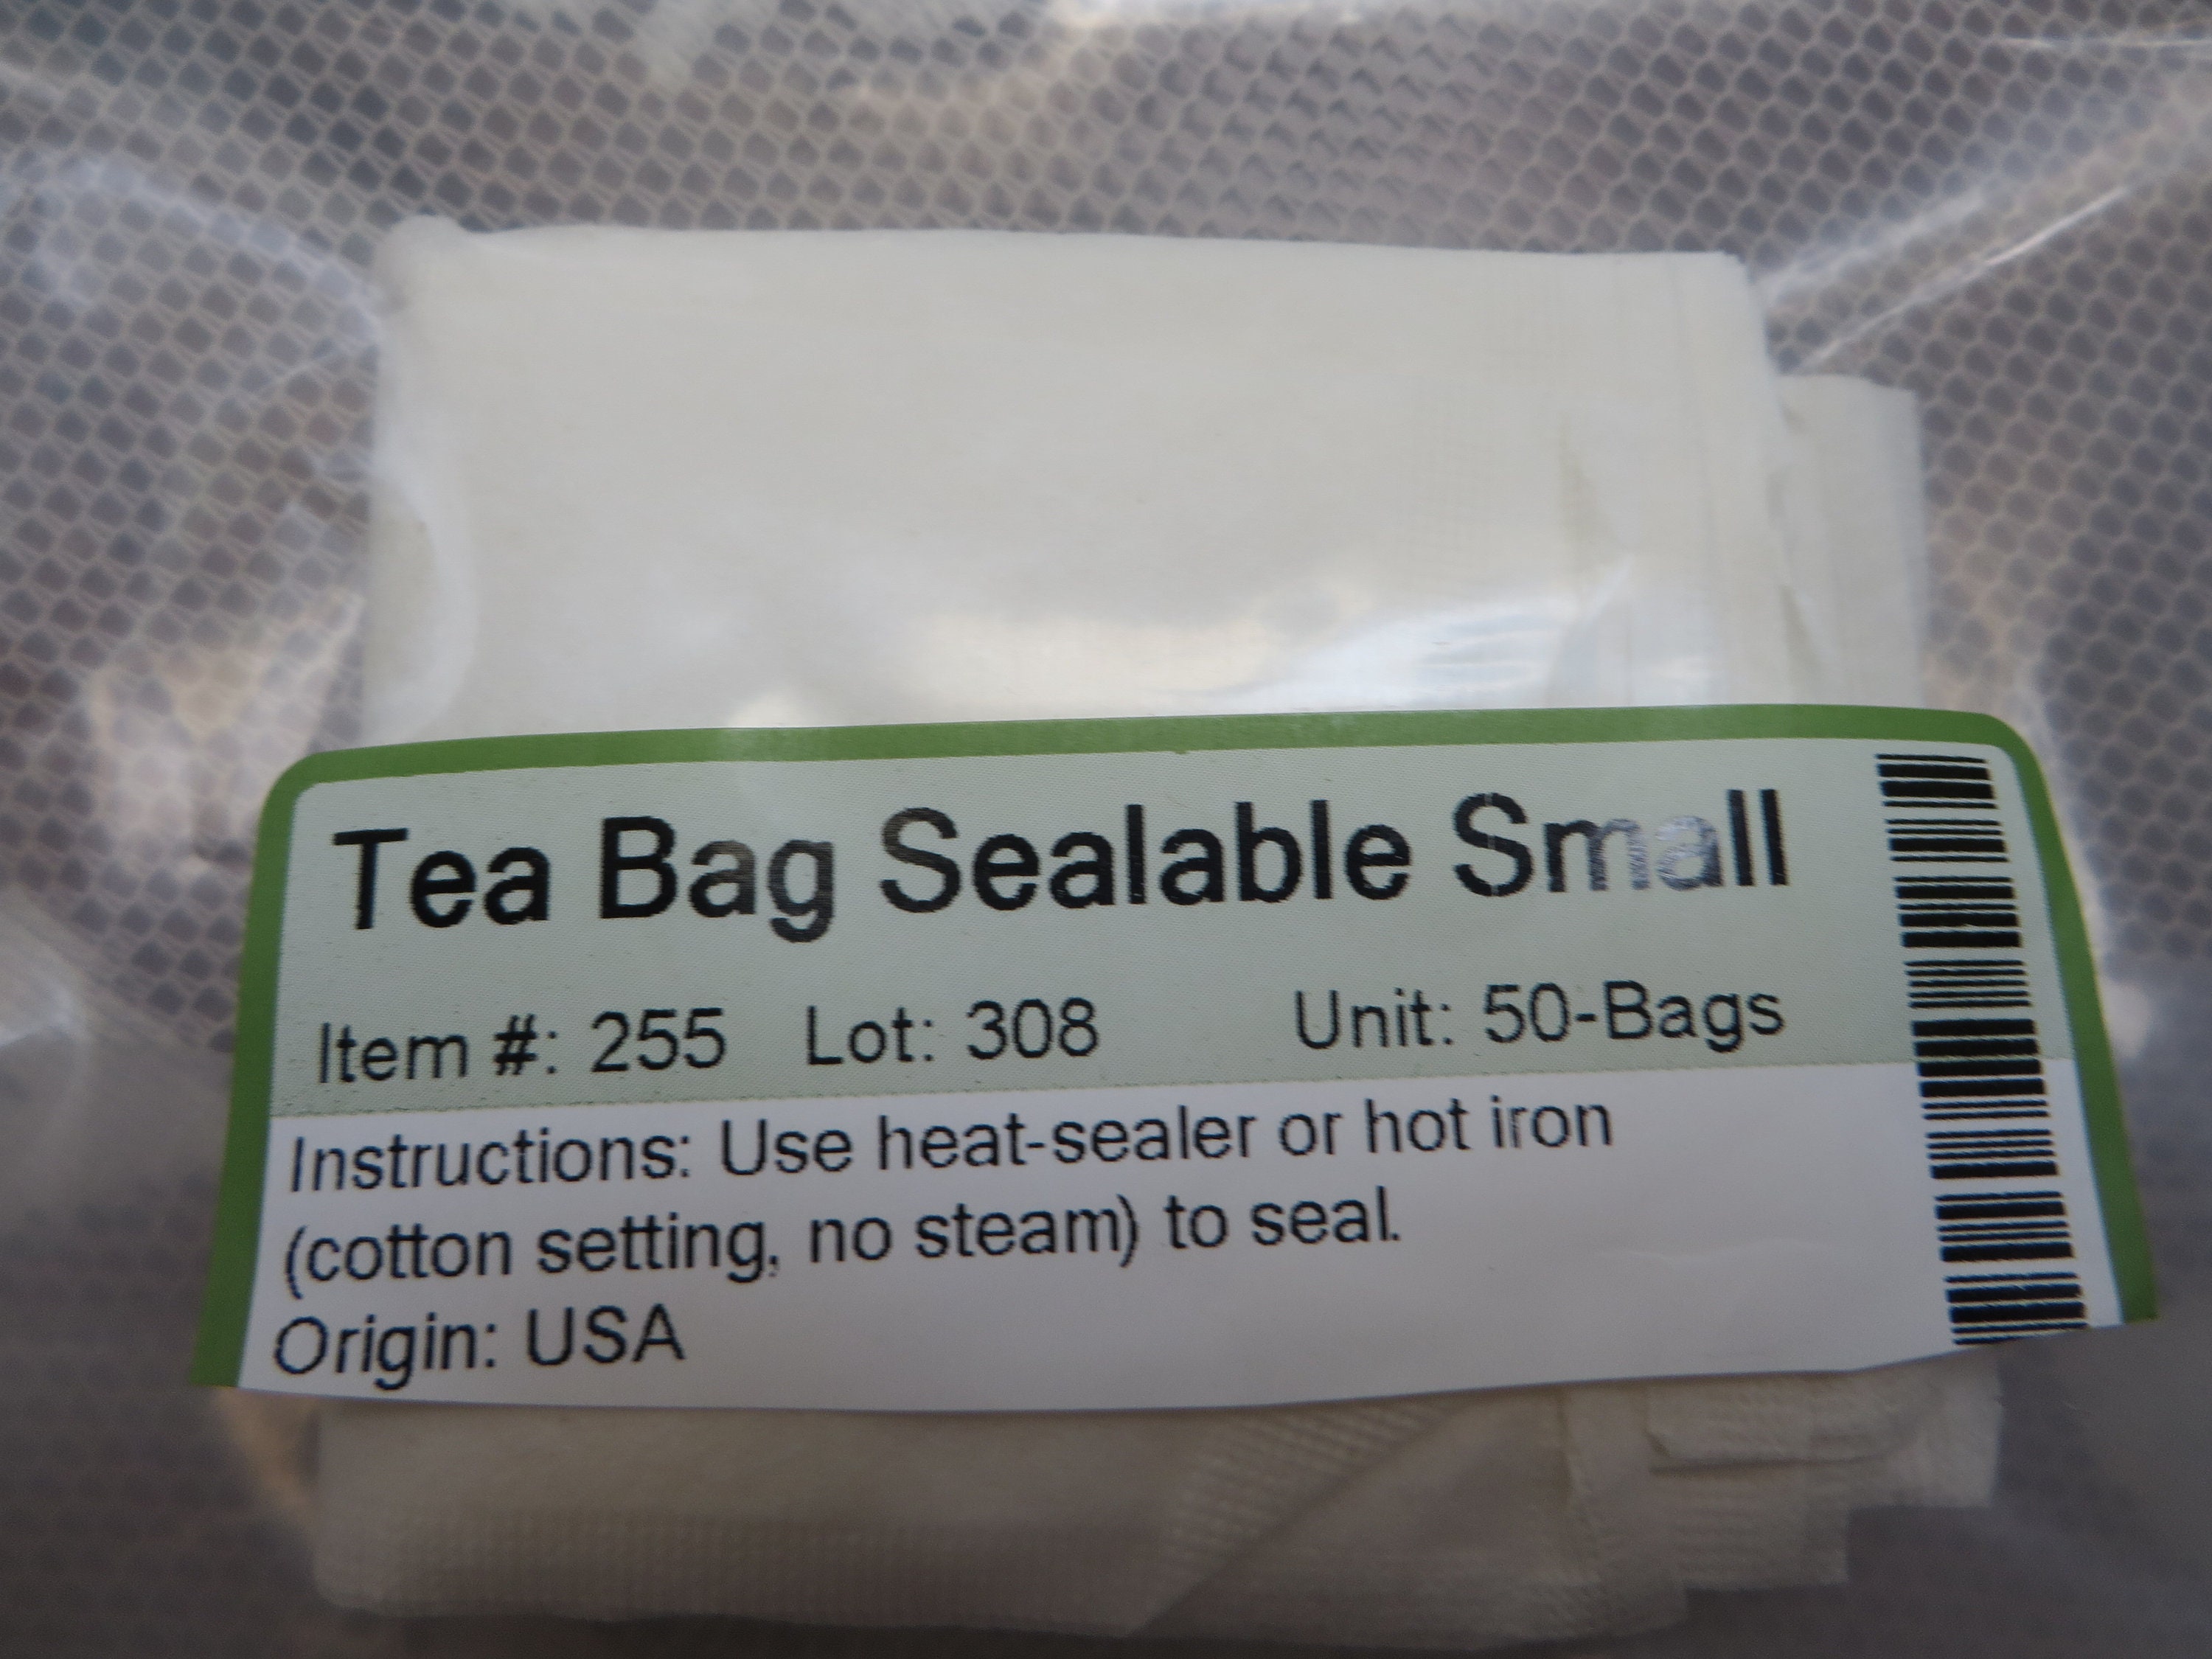 Tea Bag Sealable Small
Item #: 255 Lot: 308 Unit: 50-Bags
Instructions: Use heat-sealer or hot iron
(cotton setting, no steam) to seal.
Origin: USA